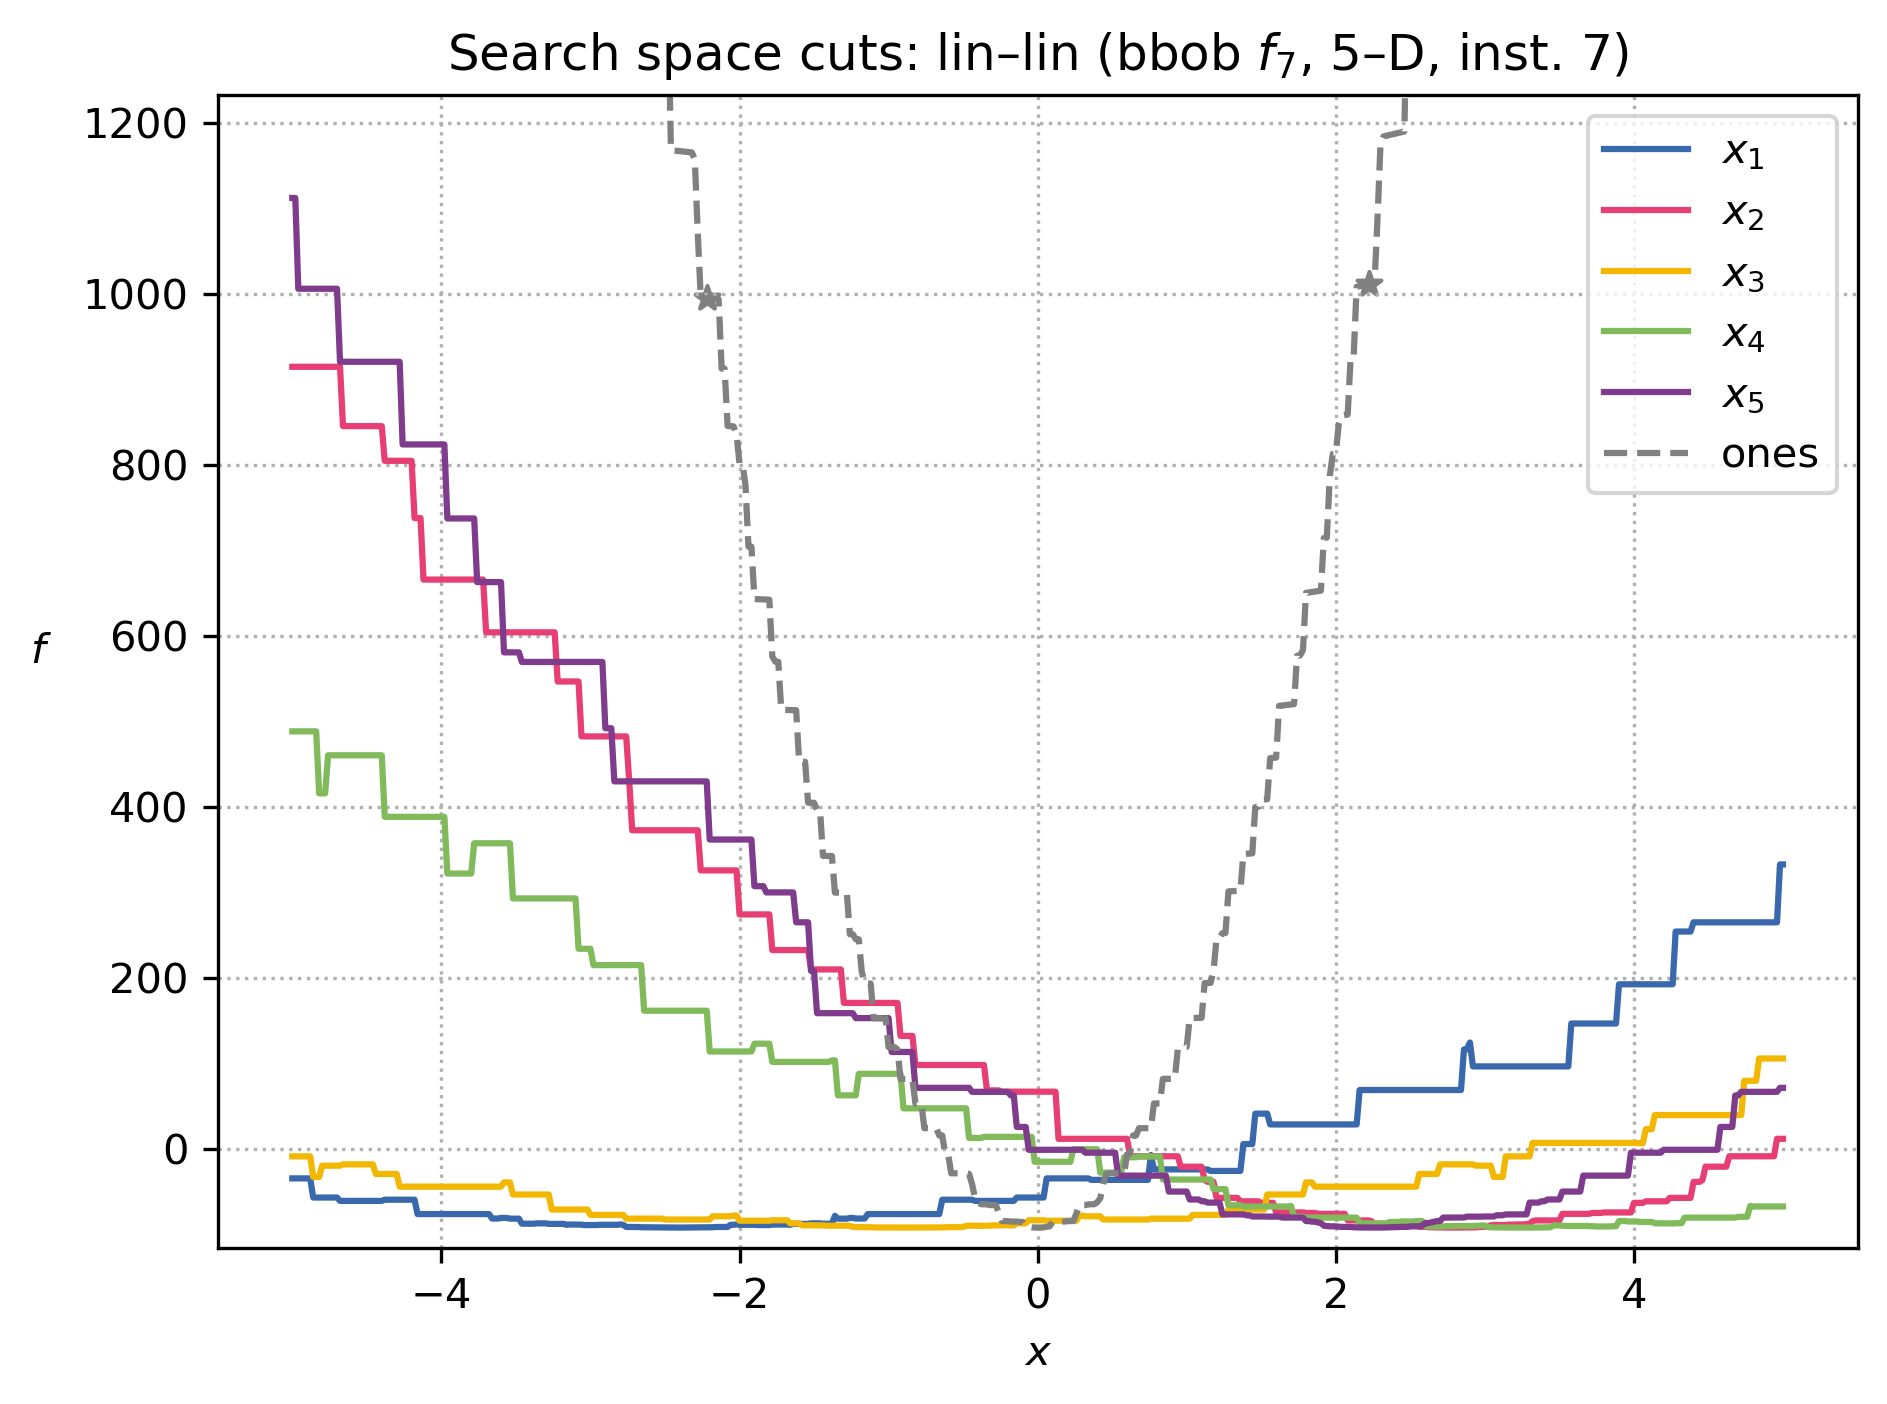 Search space cuts: lin–lin (bbob f₇, 5–D, inst. 7)
1200
1000
800
600
400
200
0
f
x₁
x₂
x₃
x₄
x₅
ones
−4
−2
0
2
4
x